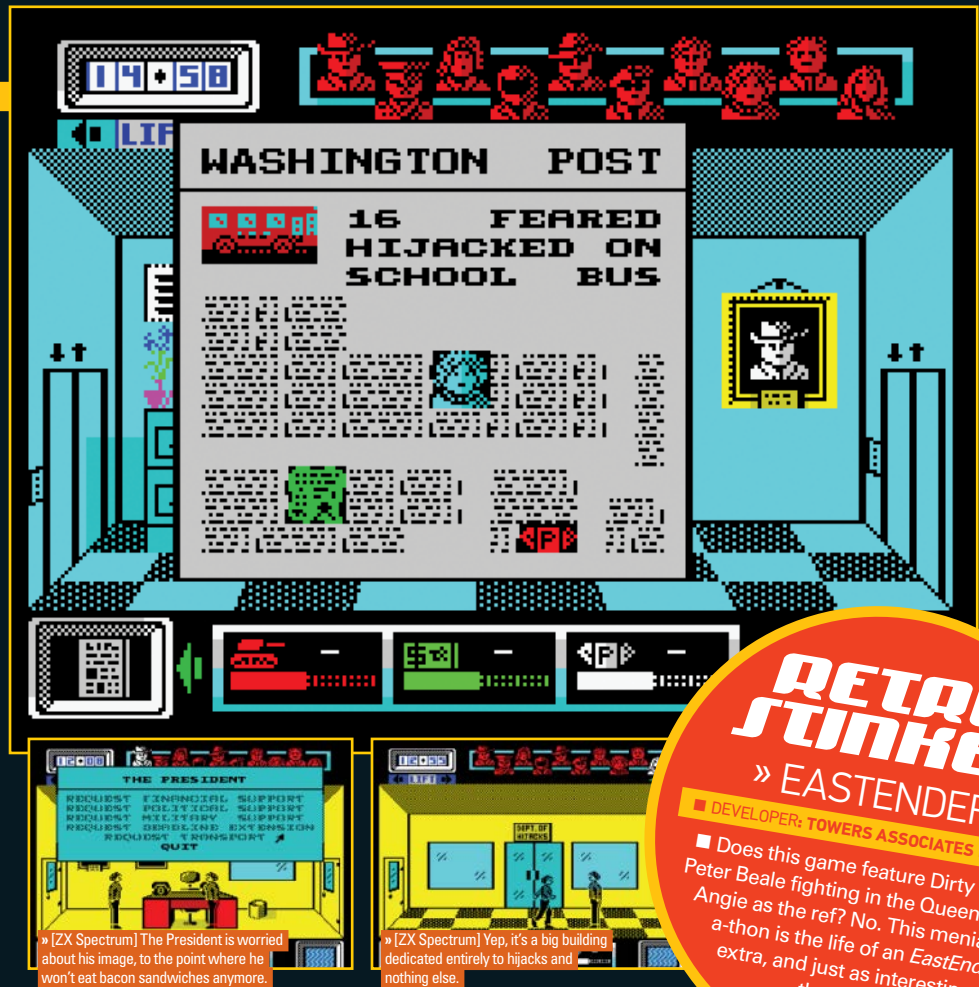 14:58
LIF
WASHINGTON POST
16 FEARED
HIJACKED ON
SCHOOL BUS
P
$
P
THE PRESIDENT
REQUEST FINANCIAL SUPPORT
REQUEST POLITICAL SUPPORT
REQUEST MILITARY SUPPORT
REQUEST DEADLINE EXTENSION
REQUEST TRANSPORT
QUIT
» [ZX Spectrum] The President is worried
about his image, to the point where he
won't eat bacon sandwiches anymore.
LIFT
DEPT. OF
HIJACKS
» [ZX Spectrum] Yep, it's a big building
dedicated entirely to hijacks and
nothing else.
RETR
STINKE
» EASTENDER
■ DEVELOPER: TOWERS ASSOCIATES
■ Does this game feature Dirty
Peter Beale fighting in the Queen
Angie as the ref? No. This menia
a-thon is the life of an EastEnd
extra, and just as interesting